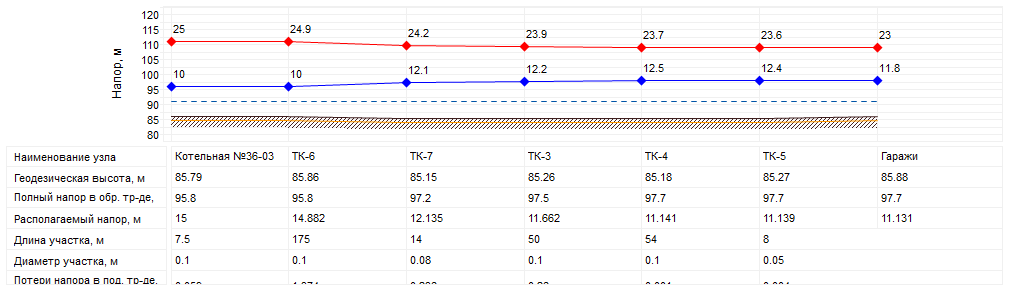 120
115
110
105
100
95
90
85
80
Напор, м
25 24.9 24.2 23.9 23.7 23.6 23
10 10 12.1 12.2 12.5 12.4 11.8
Наименование узла Котельная №36-03 ТК-6 ТК-7 ТК-3 ТК-4 ТК-5 Гаражи
Геодезическая высота, м 85.79 85.86 85.15 85.26 85.18 85.27 85.88
Полный напор в обр. тр-де, 95.8 95.8 97.2 97.5 97.7 97.7 97.7
Располагаемый напор, м 15 14.882 12.135 11.662 11.141 11.139 11.131
Длина участка, м 7.5 175 14 50 54 8
Диаметр участка, м 0.1 0.1 0.08 0.1 0.1 0.05
Потери напора в под. тр-де,